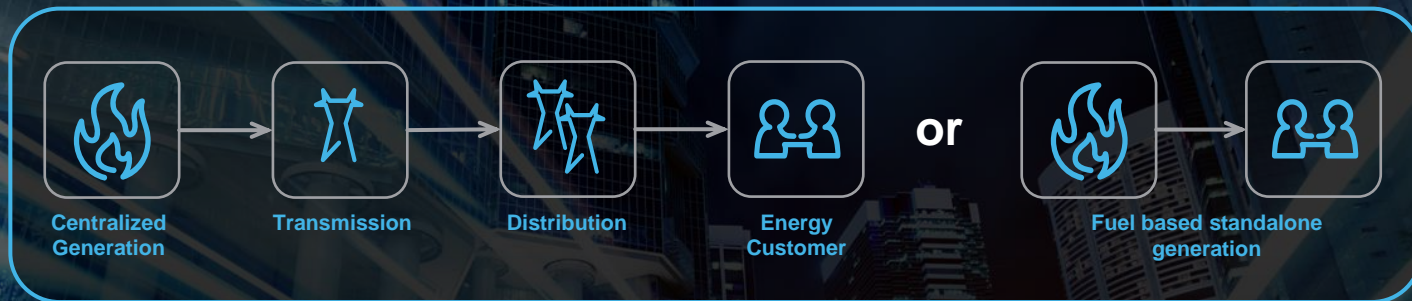 or
Centralized
Generation
Transmission
Distribution
Energy
Customer
Fuel based standalone
generation